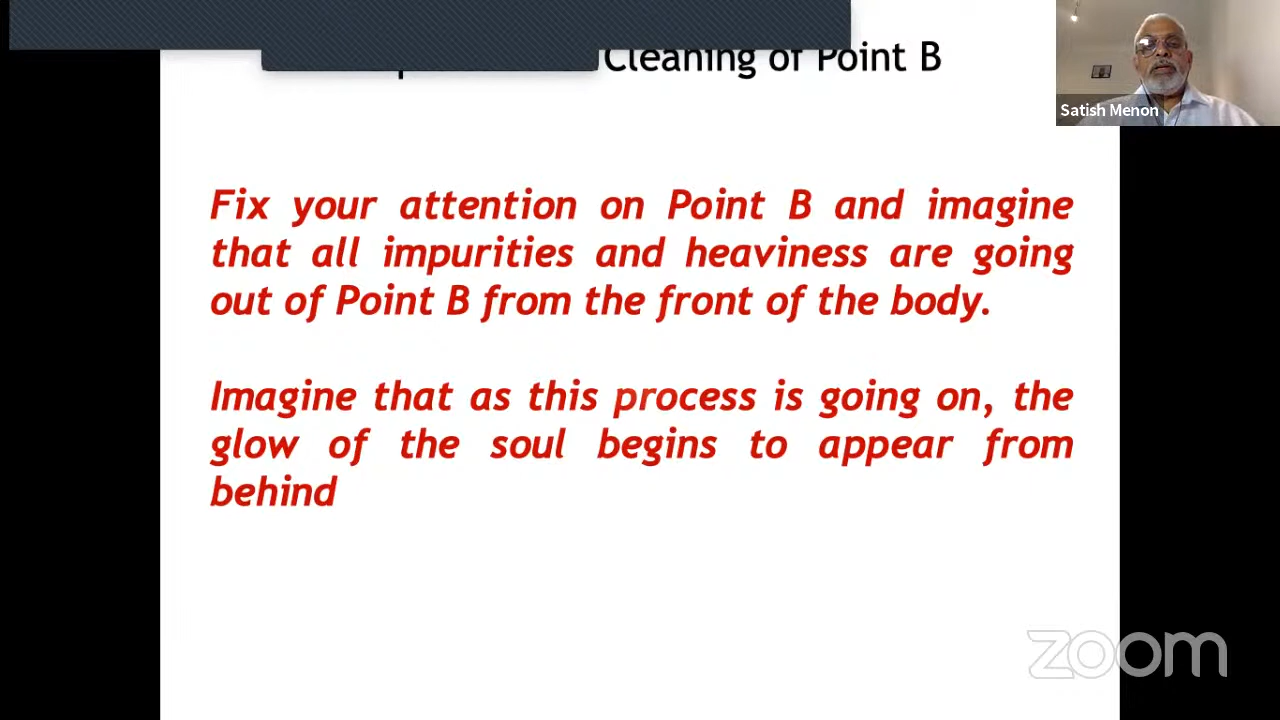 Cleaning of Point B
Satish Menon
Fix your attention on Point B and imagine
that all impurities and heaviness are going
out of Point B from the front of the body.
Imagine that as this process is going on, the
glow of the soul begins to appear from
behind
zoom